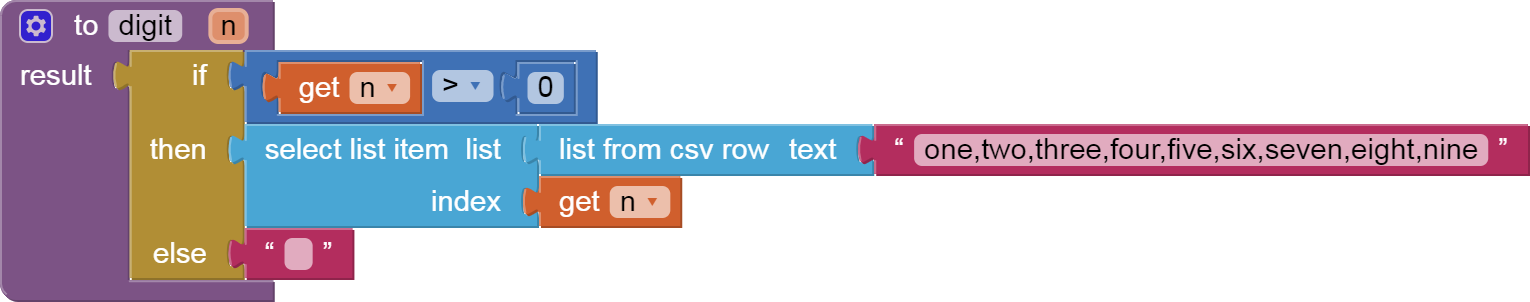 to digit n
result if get n > 0
then select list item list list from csv row text “ one,two,three,four,five,six,seven,eight,nine ”
index get n
else “ ”